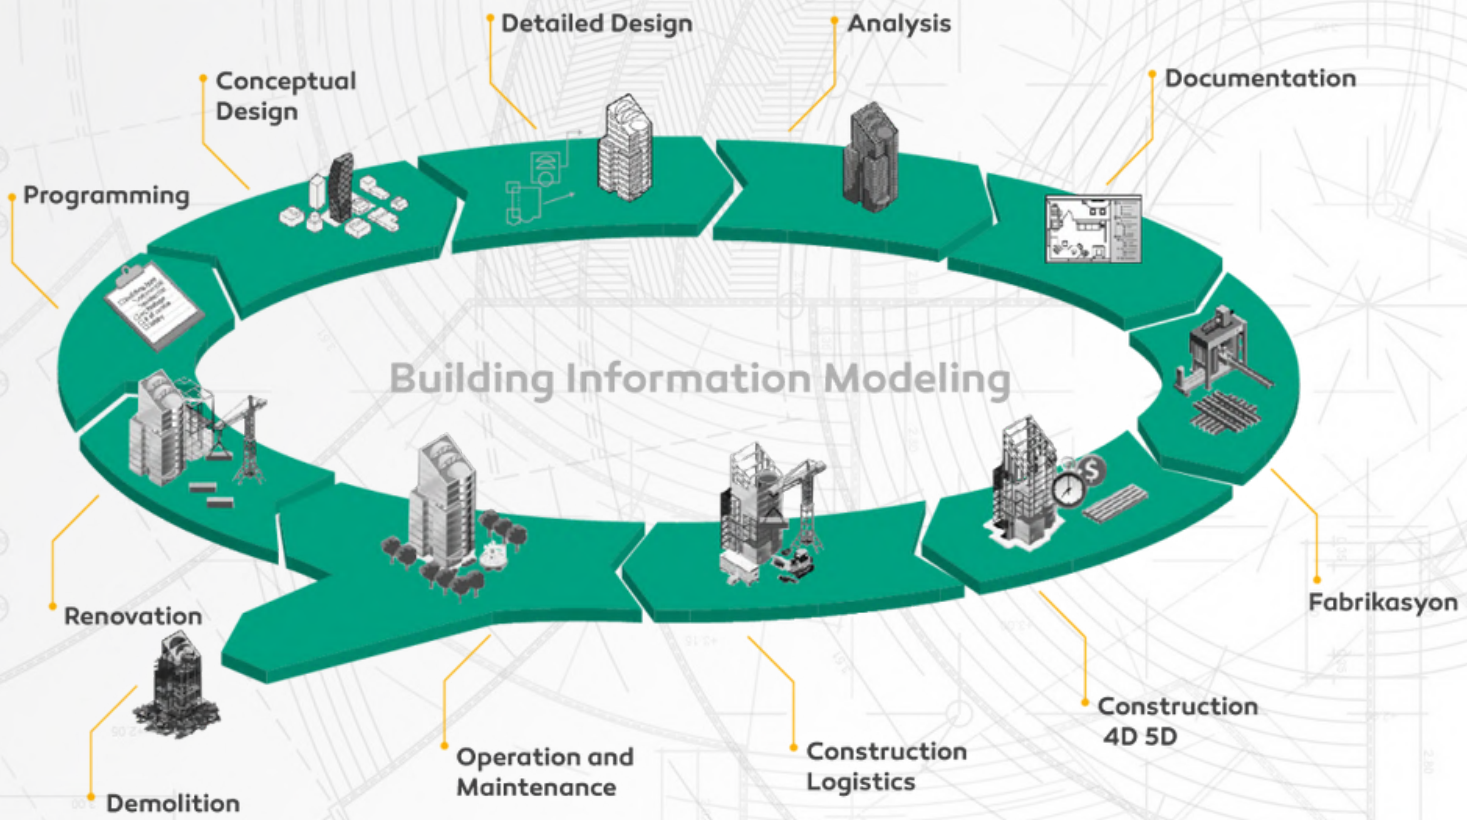 Detailed Design
Analysis
Conceptual
Design
Documentation
Programming
Building Information Modeling
$
Fabrikasyon
Renovation
Construction
4D 5D
Operation and
Maintenance
Construction
Logistics
Demolition